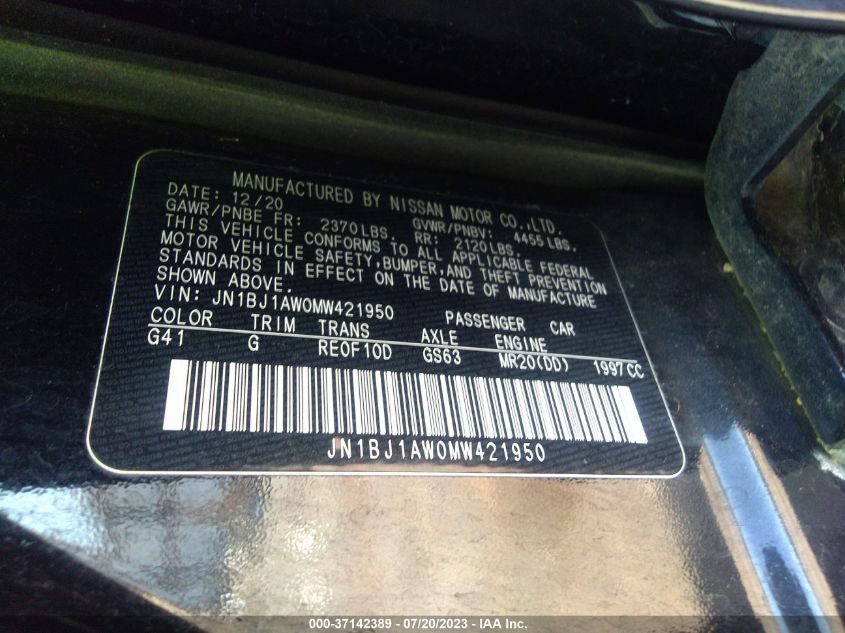 MANUFACTURED BY NISSAN MOTOR CO.,LTD.
DATE: 12/20 GVWR/PNBV: 4455LBS.
GAWR/PNBE FR: 2370LBS. RR: 2120LBS.
THIS VEHICLE CONFORMS TO ALL APPLICABLE FEDERAL
MOTOR VEHICLE SAFETY,BUMPER,AND THEFT PREVENTION
STANDARDS IN EFFECT ON THE DATE OF MANUFACTURE
SHOWN ABOVE.
VIN: JN1BJ1AW0MW421950 PASSENGER CAR
COLOR TRIM TRANS AXLE ENGINE
G41 G RE0F10D GS63 MR20(DD) 1997CC
JN1BJ1AW0MW421950
000-37142389 - 07/20/2023 - IAA Inc.